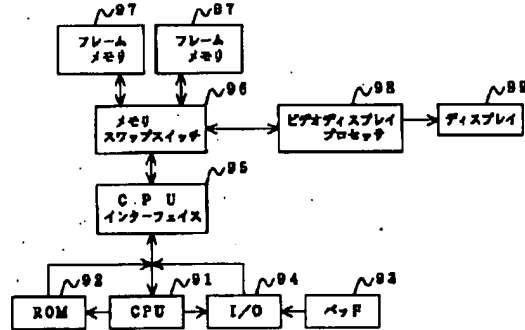 97
97
フレーム
メモリ
フレーム
メモリ
96
メモリ
スワップスイッチ
98
ビデオディスプレイ
プロセッサ
99
ディスプレイ
95
CPU
インターフェイス
92
ROM
91
CPU
94
I/O
93
パッド